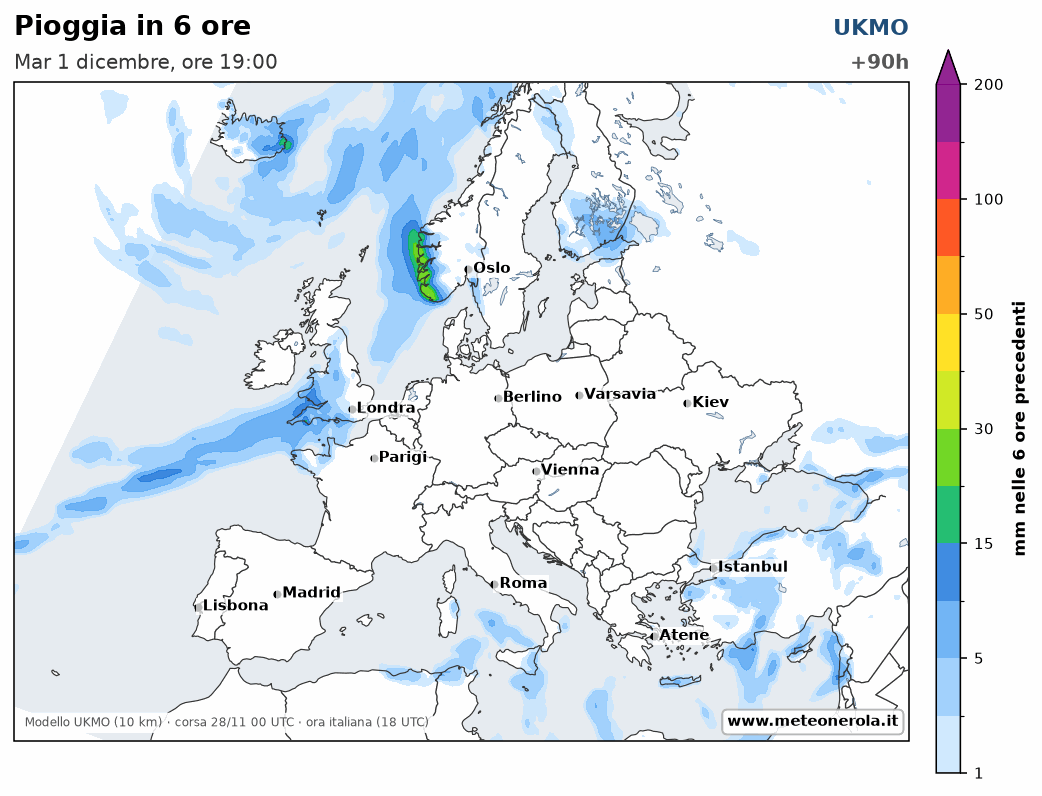 Pioggia in 6 ore
UKMO
Mar 1 dicembre, ore 19:00
+90h
200
100
50
30
15
5
1
mm nelle 6 ore precedenti
Oslo
Londra
Berlino
Varsavia
Kiev
Parigi
Vienna
Istanbul
Roma
Madrid
Lisbona
Atene
Modello UKMO (10 km) · corsa 28/11 00 UTC · ora italiana (18 UTC)
www.meteonerola.it